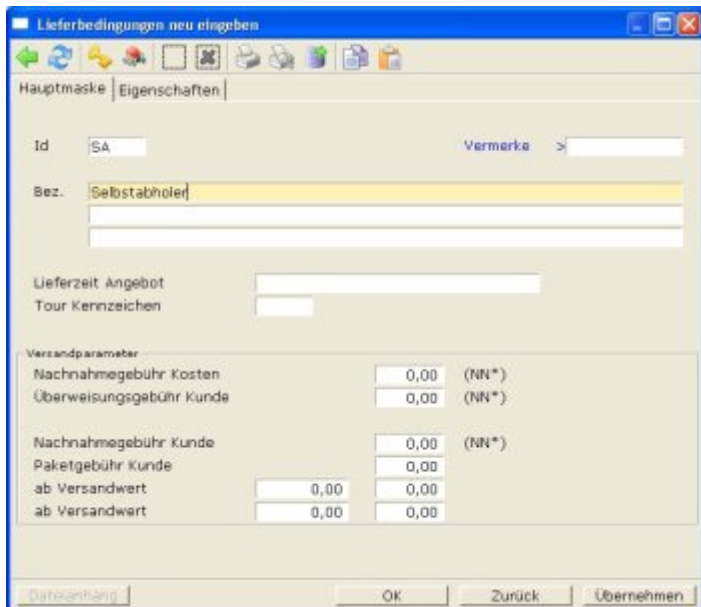 Lieferbedingungen neu eingeben
Hauptmaske Eigenschaften
Id SA Vermerke >
Bez. Selbstabholer
Lieferzeit Angebot
Tour Kennzeichen
Versandparameter
Nachnahmegebühr Kosten 0,00 (NN*)
Überweisungsgebühr Kunde 0,00 (NN*)
Nachnahmegebühr Kunde 0,00 (NN*)
Paketgebühr Kunde 0,00
ab Versandwert 0,00 0,00
ab Versandwert 0,00 0,00
Dateianhang OK Zurück Übernehmen